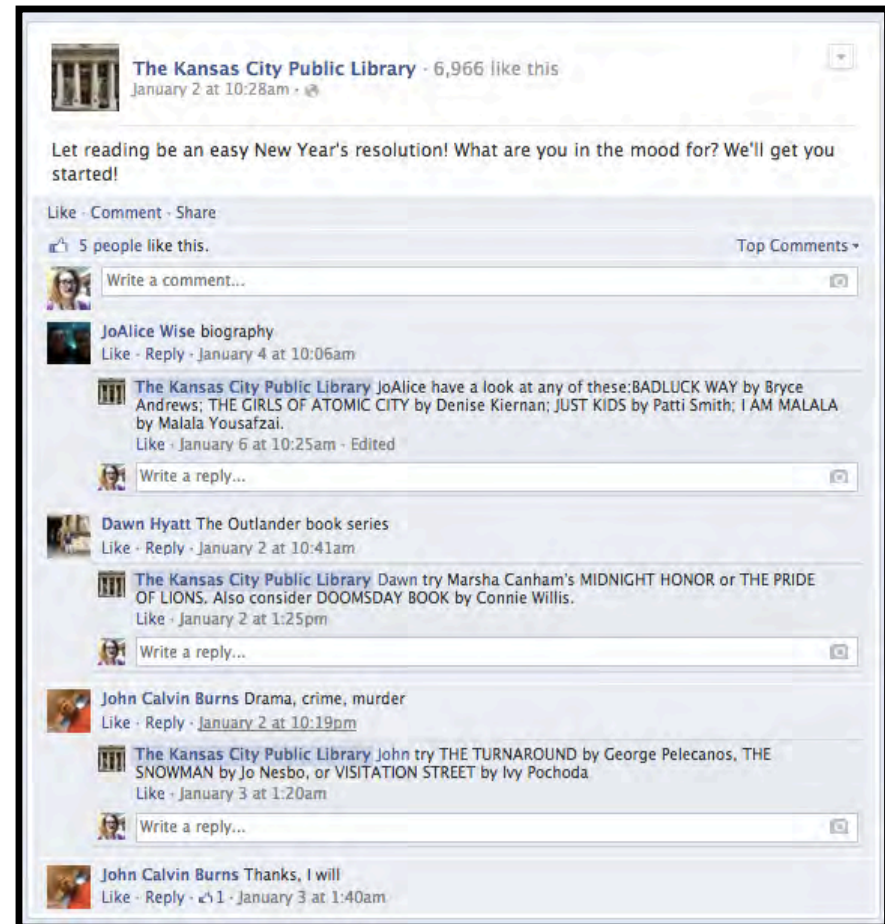 The Kansas City Public Library · 6,966 like this
January 2 at 10:28am ·
Let reading be an easy New Year's resolution! What are you in the mood for? We'll get you
started!
Like · Comment · Share
5 people like this.
Top Comments
Write a comment...
JoAlice Wise biography
Like · Reply · January 4 at 10:06am
The Kansas City Public Library JoAlice have a look at any of these:BADLUCK WAY by Bryce
Andrews; THE GIRLS OF ATOMIC CITY by Denise Kiernan; JUST KIDS by Patti Smith; I AM MALALA
by Malala Yousafzai.
Like · January 6 at 10:25am · Edited
Write a reply...
Dawn Hyatt The Outlander book series
Like · Reply · January 2 at 10:41am
The Kansas City Public Library Dawn try Marsha Canham's MIDNIGHT HONOR or THE PRIDE
OF LIONS. Also consider DOOMSDAY BOOK by Connie Willis.
Like · January 2 at 1:25pm
Write a reply...
John Calvin Burns Drama, crime, murder
Like · Reply · January 2 at 10:19pm
The Kansas City Public Library John try THE TURNAROUND by George Pelecanos, THE
SNOWMAN by Jo Nesbo, or VISITATION STREET by Ivy Pochoda
Like · January 3 at 1:20am
Write a reply...
John Calvin Burns Thanks, I will
Like · Reply · 1 · January 3 at 1:40am